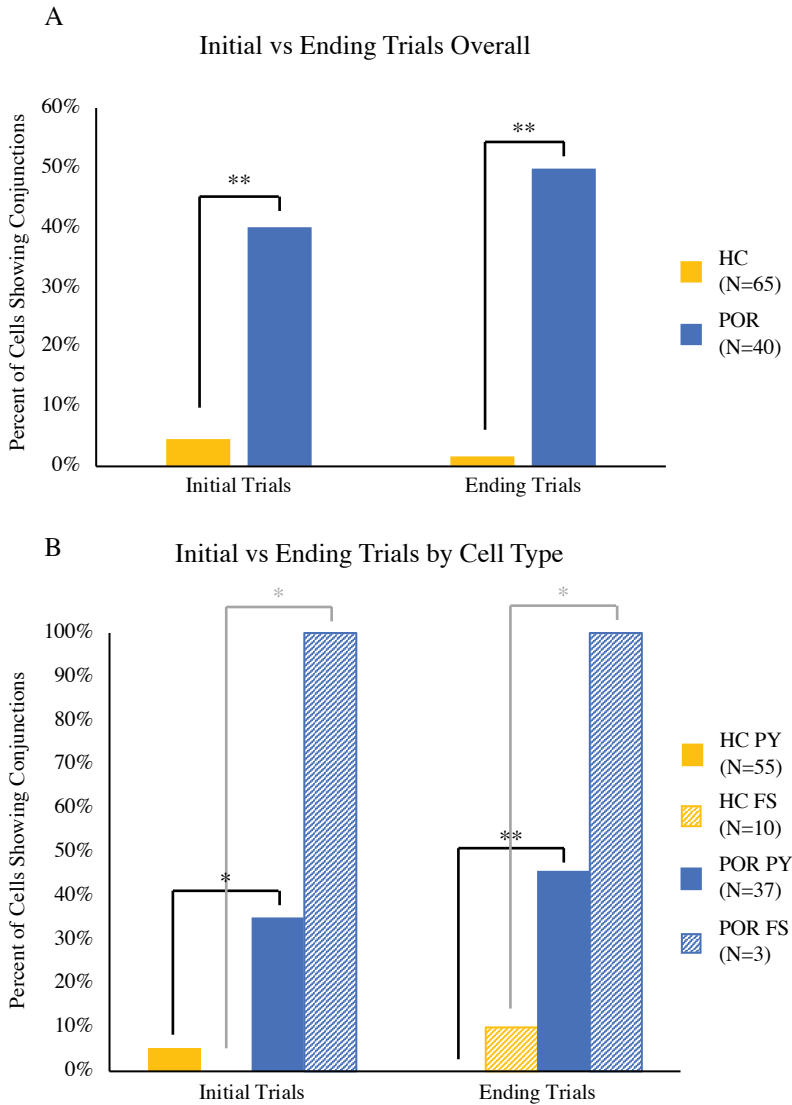 A
Initial vs Ending Trials Overall
Percent of Cells Showing Conjunctions
60%
50%
40%
30%
20%
10%
0%
**
**
Initial Trials
Ending Trials
HC
(N=65)
POR
(N=40)
B
Initial vs Ending Trials by Cell Type
Percent of Cells Showing Conjunctions
100%
90%
80%
70%
60%
50%
40%
30%
20%
10%
0%
*
*
*
**
Initial Trials
Ending Trials
HC PY
(N=55)
HC FS
(N=10)
POR PY
(N=37)
POR FS
(N=3)